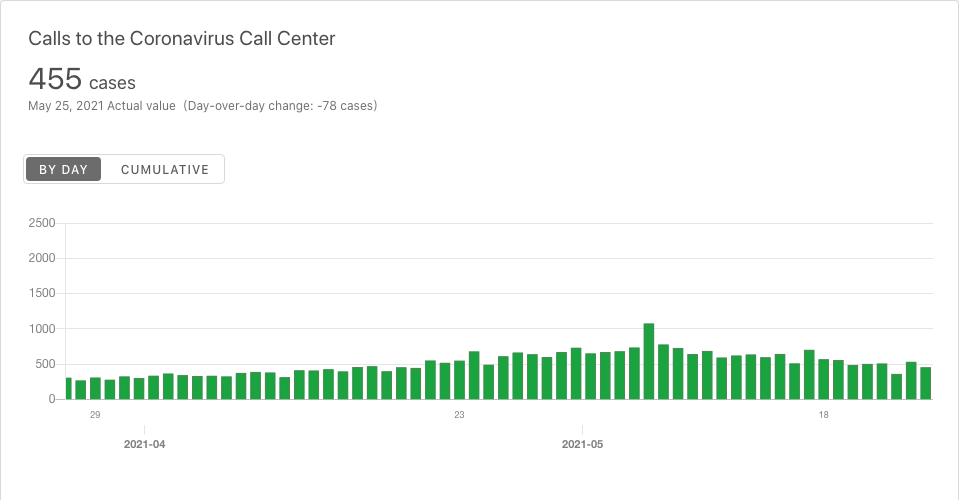 Calls to the Coronavirus Call Center
455 cases
May 25, 2021 Actual value (Day-over-day change: -78 cases)
BY DAY CUMULATIVE
2500
2000
1500
1000
500
0
29 23 18
2021-04 2021-05